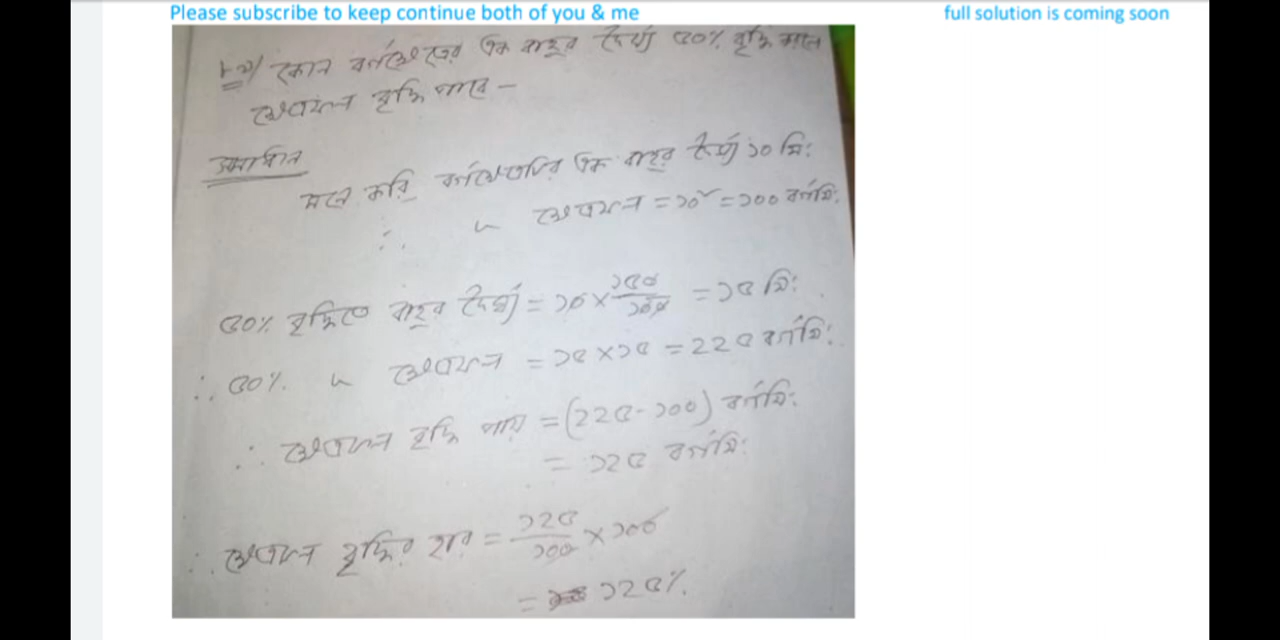 Please subscribe to keep continue both of you & me
full solution is coming soon
৮৩/ কোন বর্গক্ষেত্রের এক বাহুর দৈর্ঘ্য ৫০% বৃদ্ধি করলে
ক্ষেত্রফল বৃদ্ধি পাবে —
সমাধান
মনে করি বর্গক্ষেত্রটির এক বাহুর দৈর্ঘ্য ১০ মি:
∴ " ক্ষেত্রফল = ১০² = ১০০ বর্গমি:
৫০% বৃদ্ধিতে বাহুর দৈর্ঘ্য = ১০ × ১৫০/১০০ = ১৫ মি:
∴ ৫০% " ক্ষেত্রফল = ১৫ × ১৫ = ২২৫ বর্গমি:
∴ ক্ষেত্রফল বৃদ্ধি পায় = (২২৫ - ১০০) বর্গমি:
= ১২৫ বর্গমি:
∴ ক্ষেত্রফল বৃদ্ধির হার = ১২৫/১০০ × ১০০
= ১২৫%